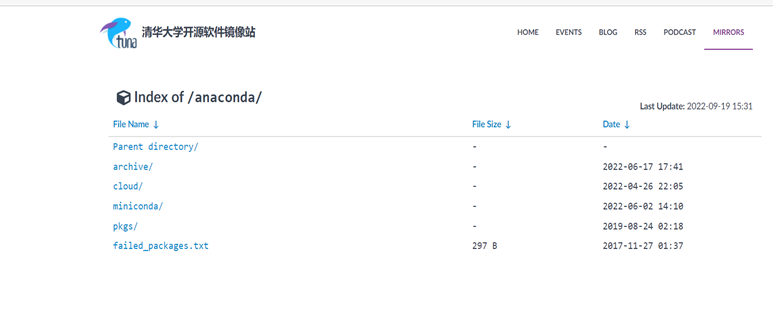 tuna 清华大学开源软件镜像站 HOME EVENTS BLOG RSS PODCAST MIRRORS
Index of /anaconda/
Last Update: 2022-09-19 15:31
File Name ↓ File Size ↓ Date ↓
Parent directory/ - -
archive/ - 2022-06-17 17:41
cloud/ - 2022-04-26 22:05
miniconda/ - 2022-06-02 14:10
pkgs/ - 2019-08-24 02:18
failed_packages.txt 297 B 2017-11-27 01:37